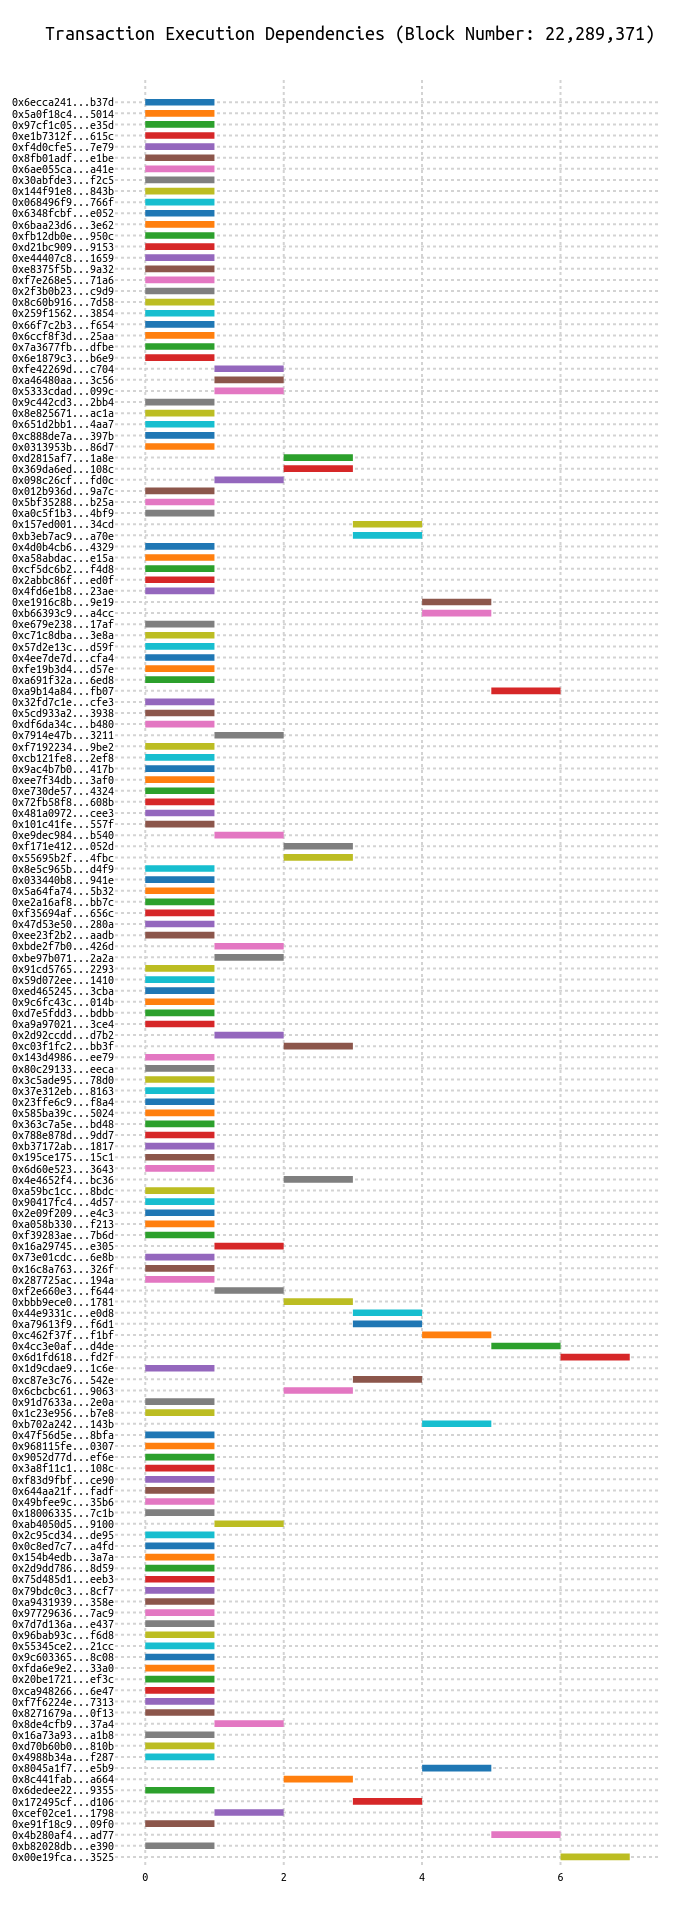 Transaction Execution Dependencies (Block Number: 22,289,371)
0x6ecca241...b37d
0x5a0f18c4...5014
0x97cf1c05...e35d
0xe1b7312f...615c
0xf4d0cfe5...7e79
0x8fb01adf...e1be
0x6ae055ca...a41e
0x30abfde3...f2c5
0x144f91e8...843b
0x068496f9...766f
0x6348fcbf...e052
0x6baa23d6...3e62
0xfb12db0e...950c
0xd21bc909...9153
0xe44407c8...1659
0xe8375f5b...9a32
0xf7e268e5...71a6
0x2f3b0b23...c9d9
0x8c60b916...7d58
0x259f1562...3854
0x66f7c2b3...f654
0x6ccf8f3d...25aa
0x7a3677fb...dfbe
0x6e1879c3...b6e9
0xfe42269d...c704
0xa46480aa...3c56
0x5333cdad...099c
0x9c442cd3...2bb4
0x8e825671...ac1a
0x651d2bb1...4aa7
0xc888de7a...397b
0x0313953b...86d7
0xd2815af7...1a8e
0x369da6ed...108c
0x098c26cf...fd0c
0x012b936d...9a7c
0x5bf35288...b25a
0xa0c5f1b3...4bf9
0x157ed001...34cd
0xb3eb7ac9...a70e
0x4d0b4cb6...4329
0xa58abdac...e15a
0xcf5dc6b2...f4d8
0x2abbc86f...ed0f
0x4fd6e1b8...23ae
0xe1916c8b...9e19
0xb66393c9...a4cc
0xe679e238...17af
0xc71c8dba...3e8a
0x57d2e13c...d59f
0x4ee7de7d...cfa4
0xfe19b3d4...d57e
0xa691f32a...6ed8
0xa9b14a84...fb07
0x32fd7c1e...cfe3
0x5cd933a2...3938
0xdf6da34c...b480
0x7914e47b...3211
0xf7192234...9be2
0xcb121fe8...2ef8
0x9ac4b7b0...417b
0xee7f34db...3af0
0xe730de57...4324
0x72fb58f8...608b
0x481a0972...cee3
0x101c41fe...557f
0xe9dec984...b540
0xf171e412...052d
0x55695b2f...4fbc
0x8e5c965b...d4f9
0x033440b8...941e
0x5a64fa74...5b32
0xe2a16af8...bb7c
0xf35694af...656c
0x47d53e50...280a
0xee23f2b2...aadb
0xbde2f7b0...426d
0xbe97b071...2a2a
0x91cd5765...2293
0x59d072ee...1410
0xed465245...3cba
0x9c6fc43c...014b
0xd7e5fdd3...bdbb
0xa9a97021...3ce4
0x2d92ccdd...d7b2
0xc03f1fc2...bb3f
0x143d4986...ee79
0x80c29133...eeca
0x3c5ade95...78d0
0x37e312eb...8163
0x23ffe6c9...f8a4
0x585ba39c...5024
0x363c7a5e...bd48
0x788e878d...9dd7
0xb37172ab...1817
0x195ce175...15c1
0x6d60e523...3643
0x4e4652f4...bc36
0xa59bc1cc...8bdc
0x90417fc4...4d57
0x2e09f209...e4c3
0xa058b330...f213
0xf39283ae...7b6d
0x16a29745...e305
0x73e01cdc...6e8b
0x16c8a763...326f
0x287725ac...194a
0xf2e660e3...f644
0xbbb9ece0...1781
0x44e9331c...e0d8
0xa79613f9...f6d1
0xc462f37f...f1bf
0x4cc3e0af...d4de
0x6d1fd618...fd2f
0x1d9cdae9...1c6e
0xc87e3c76...542e
0x6cbcbc61...9063
0x91d7633a...2e0a
0x1c23e956...b7e8
0xb702a242...143b
0x47f56d5e...8bfa
0x968115fe...0307
0x9052d77d...ef6e
0x3a8f11c1...108c
0xf83d9fbf...ce90
0x644aa21f...fadf
0x49bfee9c...35b6
0x18006335...7c1b
0xab4050d5...9100
0x2c95cd34...de95
0x0c8ed7c7...a4fd
0x154b4edb...3a7a
0x2d9dd786...8d59
0x75d485d1...eeb3
0x79bdc0c3...8cf7
0xa9431939...358e
0x97729636...7ac9
0x7d7d136a...e437
0x96bab93c...f6d8
0x55345ce2...21cc
0x9c603365...8c08
0xfda6e9e2...33a0
0x20be1721...ef3c
0xca948266...6e47
0xf7f6224e...7313
0x8271679a...0f13
0x8de4cfb9...37a4
0x16a73a93...a1b8
0xd70b60b0...810b
0x4988b34a...f287
0x8045a1f7...e5b9
0x8c441fab...a664
0x6dedee22...9355
0x172495cf...d106
0xcef02ce1...1798
0xe91f18c9...09f0
0x4b280af4...ad77
0xb82028db...e390
0x00e19fca...3525
0 2 4 6